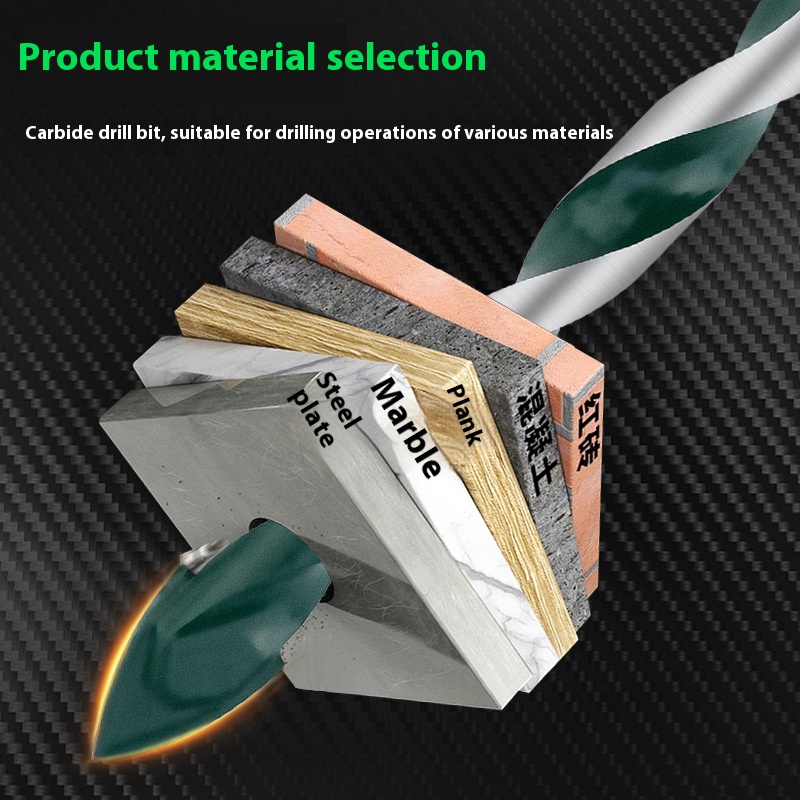 Product material selection
Carbide drill bit, suitable for drilling operations of various materials
Steel
plate
Marble
Plank
混凝土
红砖